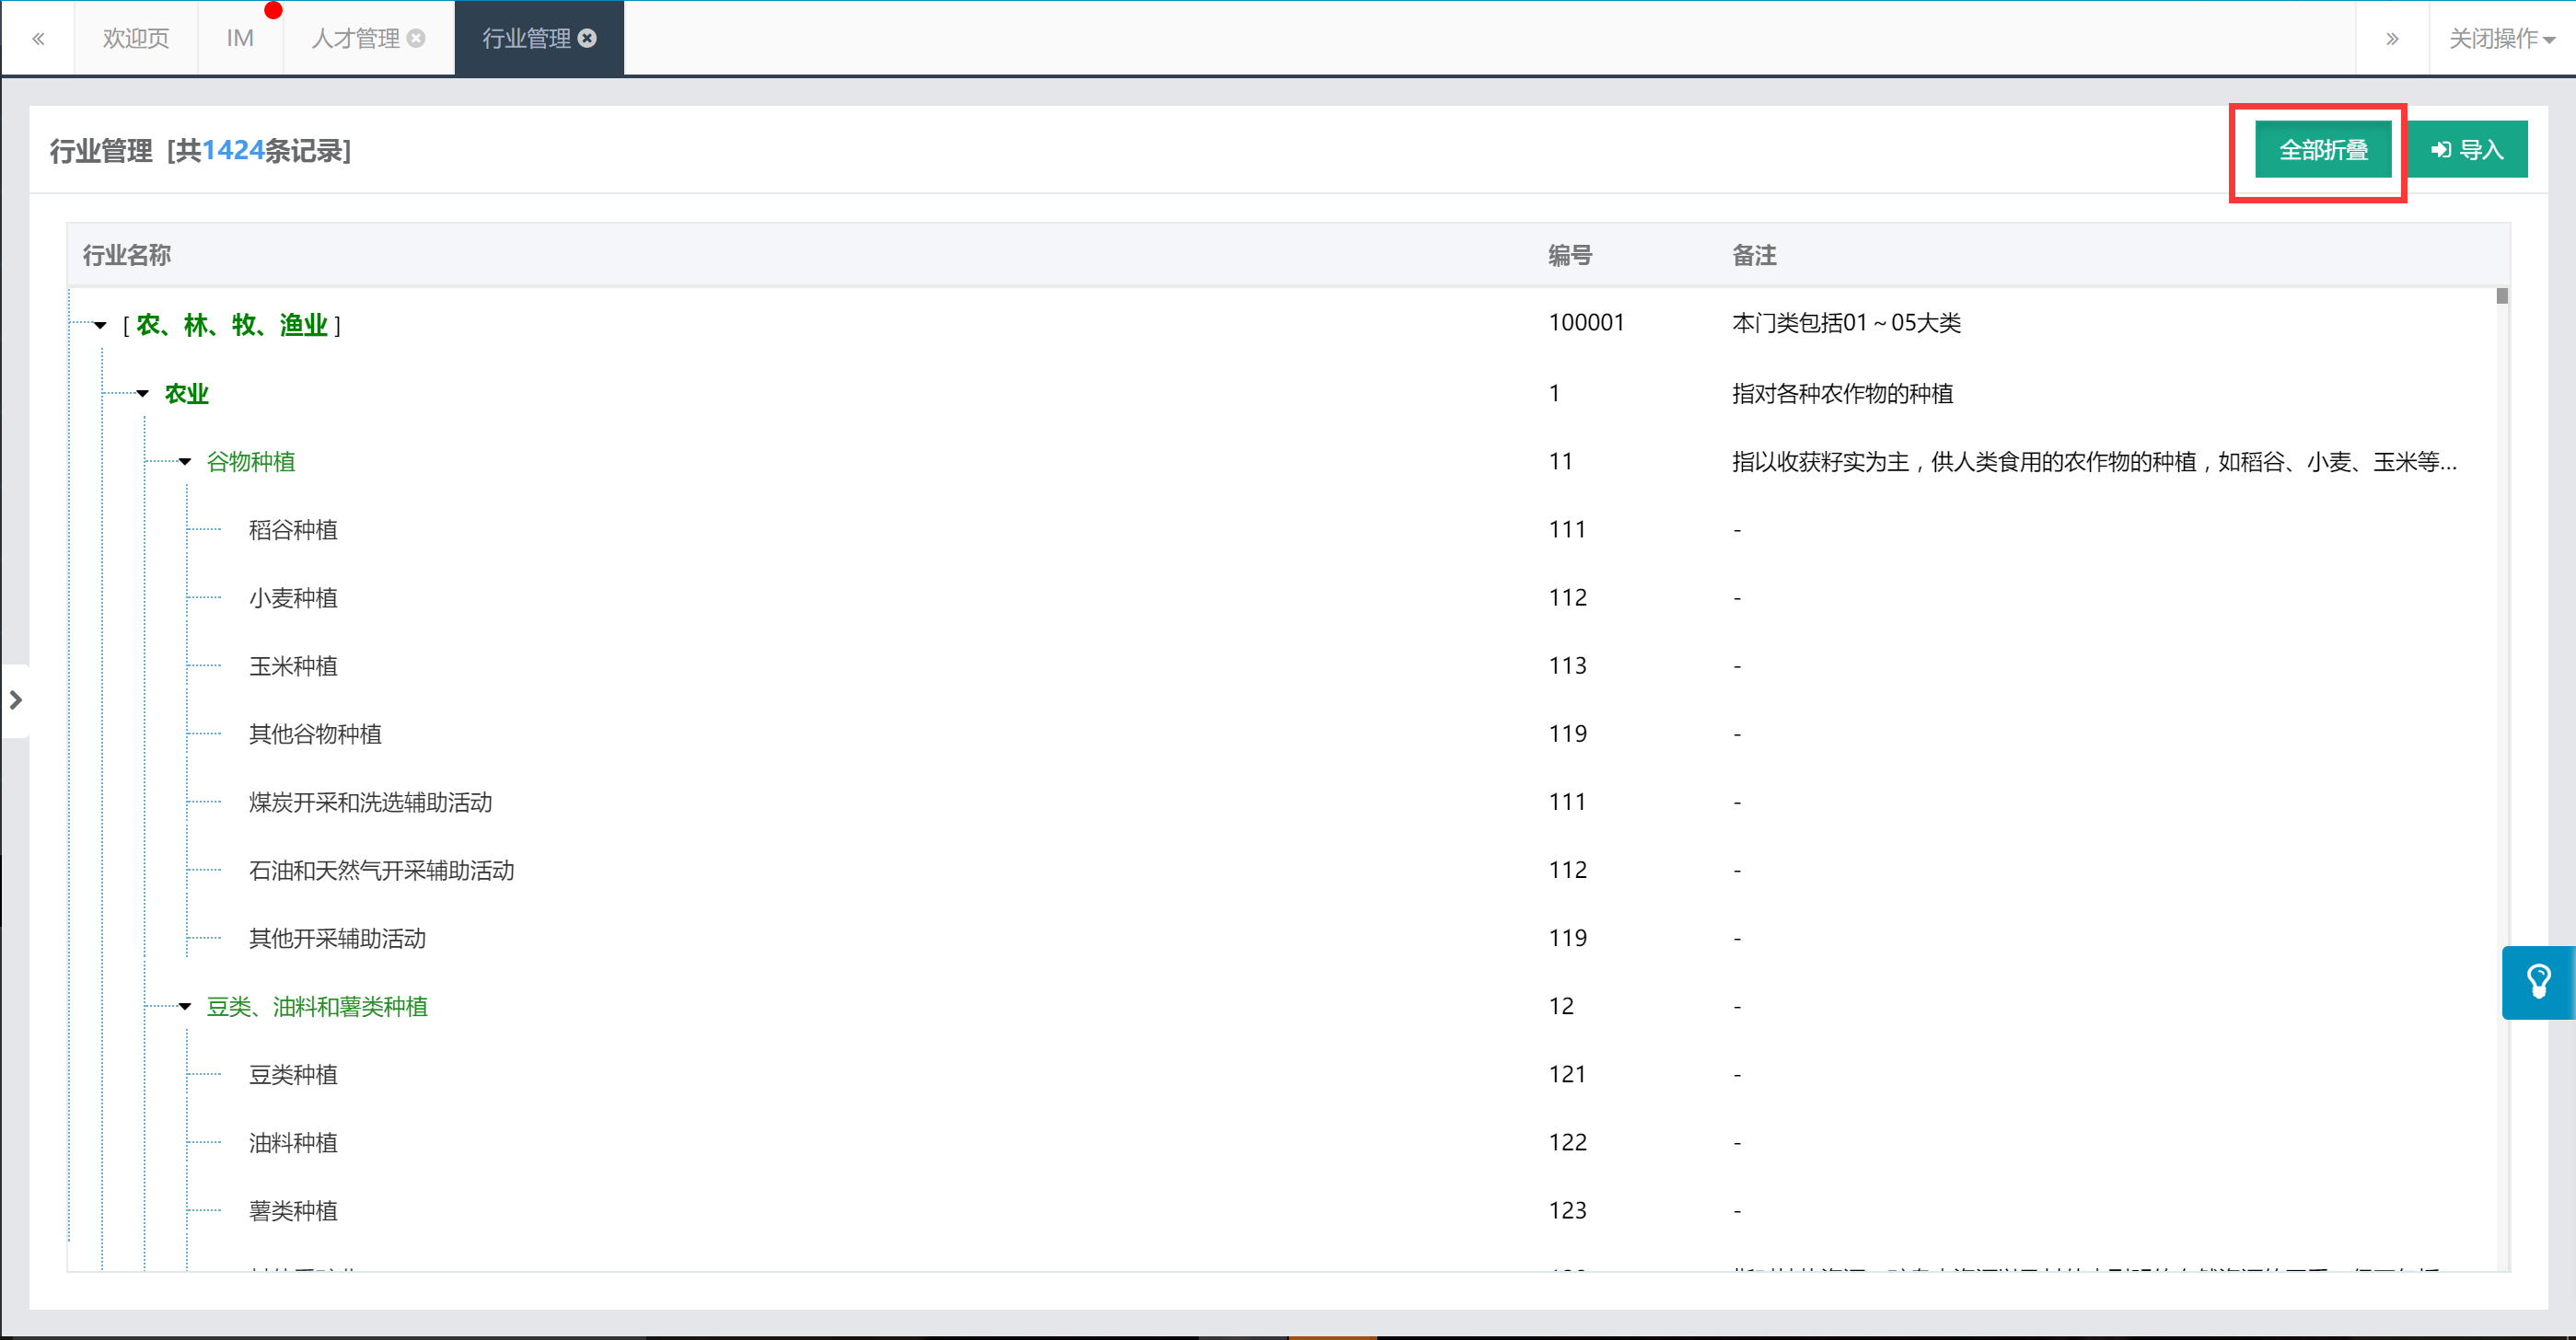 « 欢迎页 IM 人才管理 行业管理 » 关闭操作
行业管理 [共1424条记录] 全部折叠 导入
行业名称 编号 备注
[ 农、林、牧、渔业 ] 100001 本门类包括01～05大类
农业 1 指对各种农作物的种植
谷物种植 11 指以收获籽实为主，供人类食用的农作物的种植，如稻谷、小麦、玉米等...
稻谷种植 111 -
小麦种植 112 -
玉米种植 113 -
其他谷物种植 119 -
煤炭开采和洗选辅助活动 111 -
石油和天然气开采辅助活动 112 -
其他开采辅助活动 119 -
豆类、油料和薯类种植 12 -
豆类种植 121 -
油料种植 122 -
薯类种植 123 -